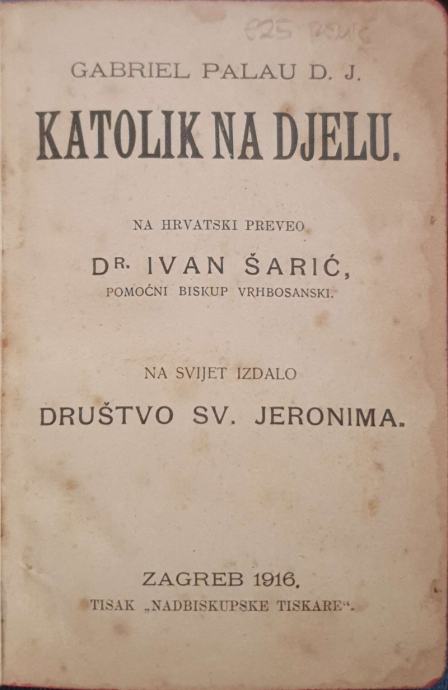 GABRIEL PALAU D. J.
KATOLIK NA DJELU.
NA HRVATSKI PREVEO
DR. IVAN ŠARIĆ,
POMOĆNI BISKUP VRHBOSANSKI.
NA SVIJET IZDALO
DRUŠTVO SV. JERONIMA.
ZAGREB 1916.
TISAK „NADBISKUPSKE TISKARE“.